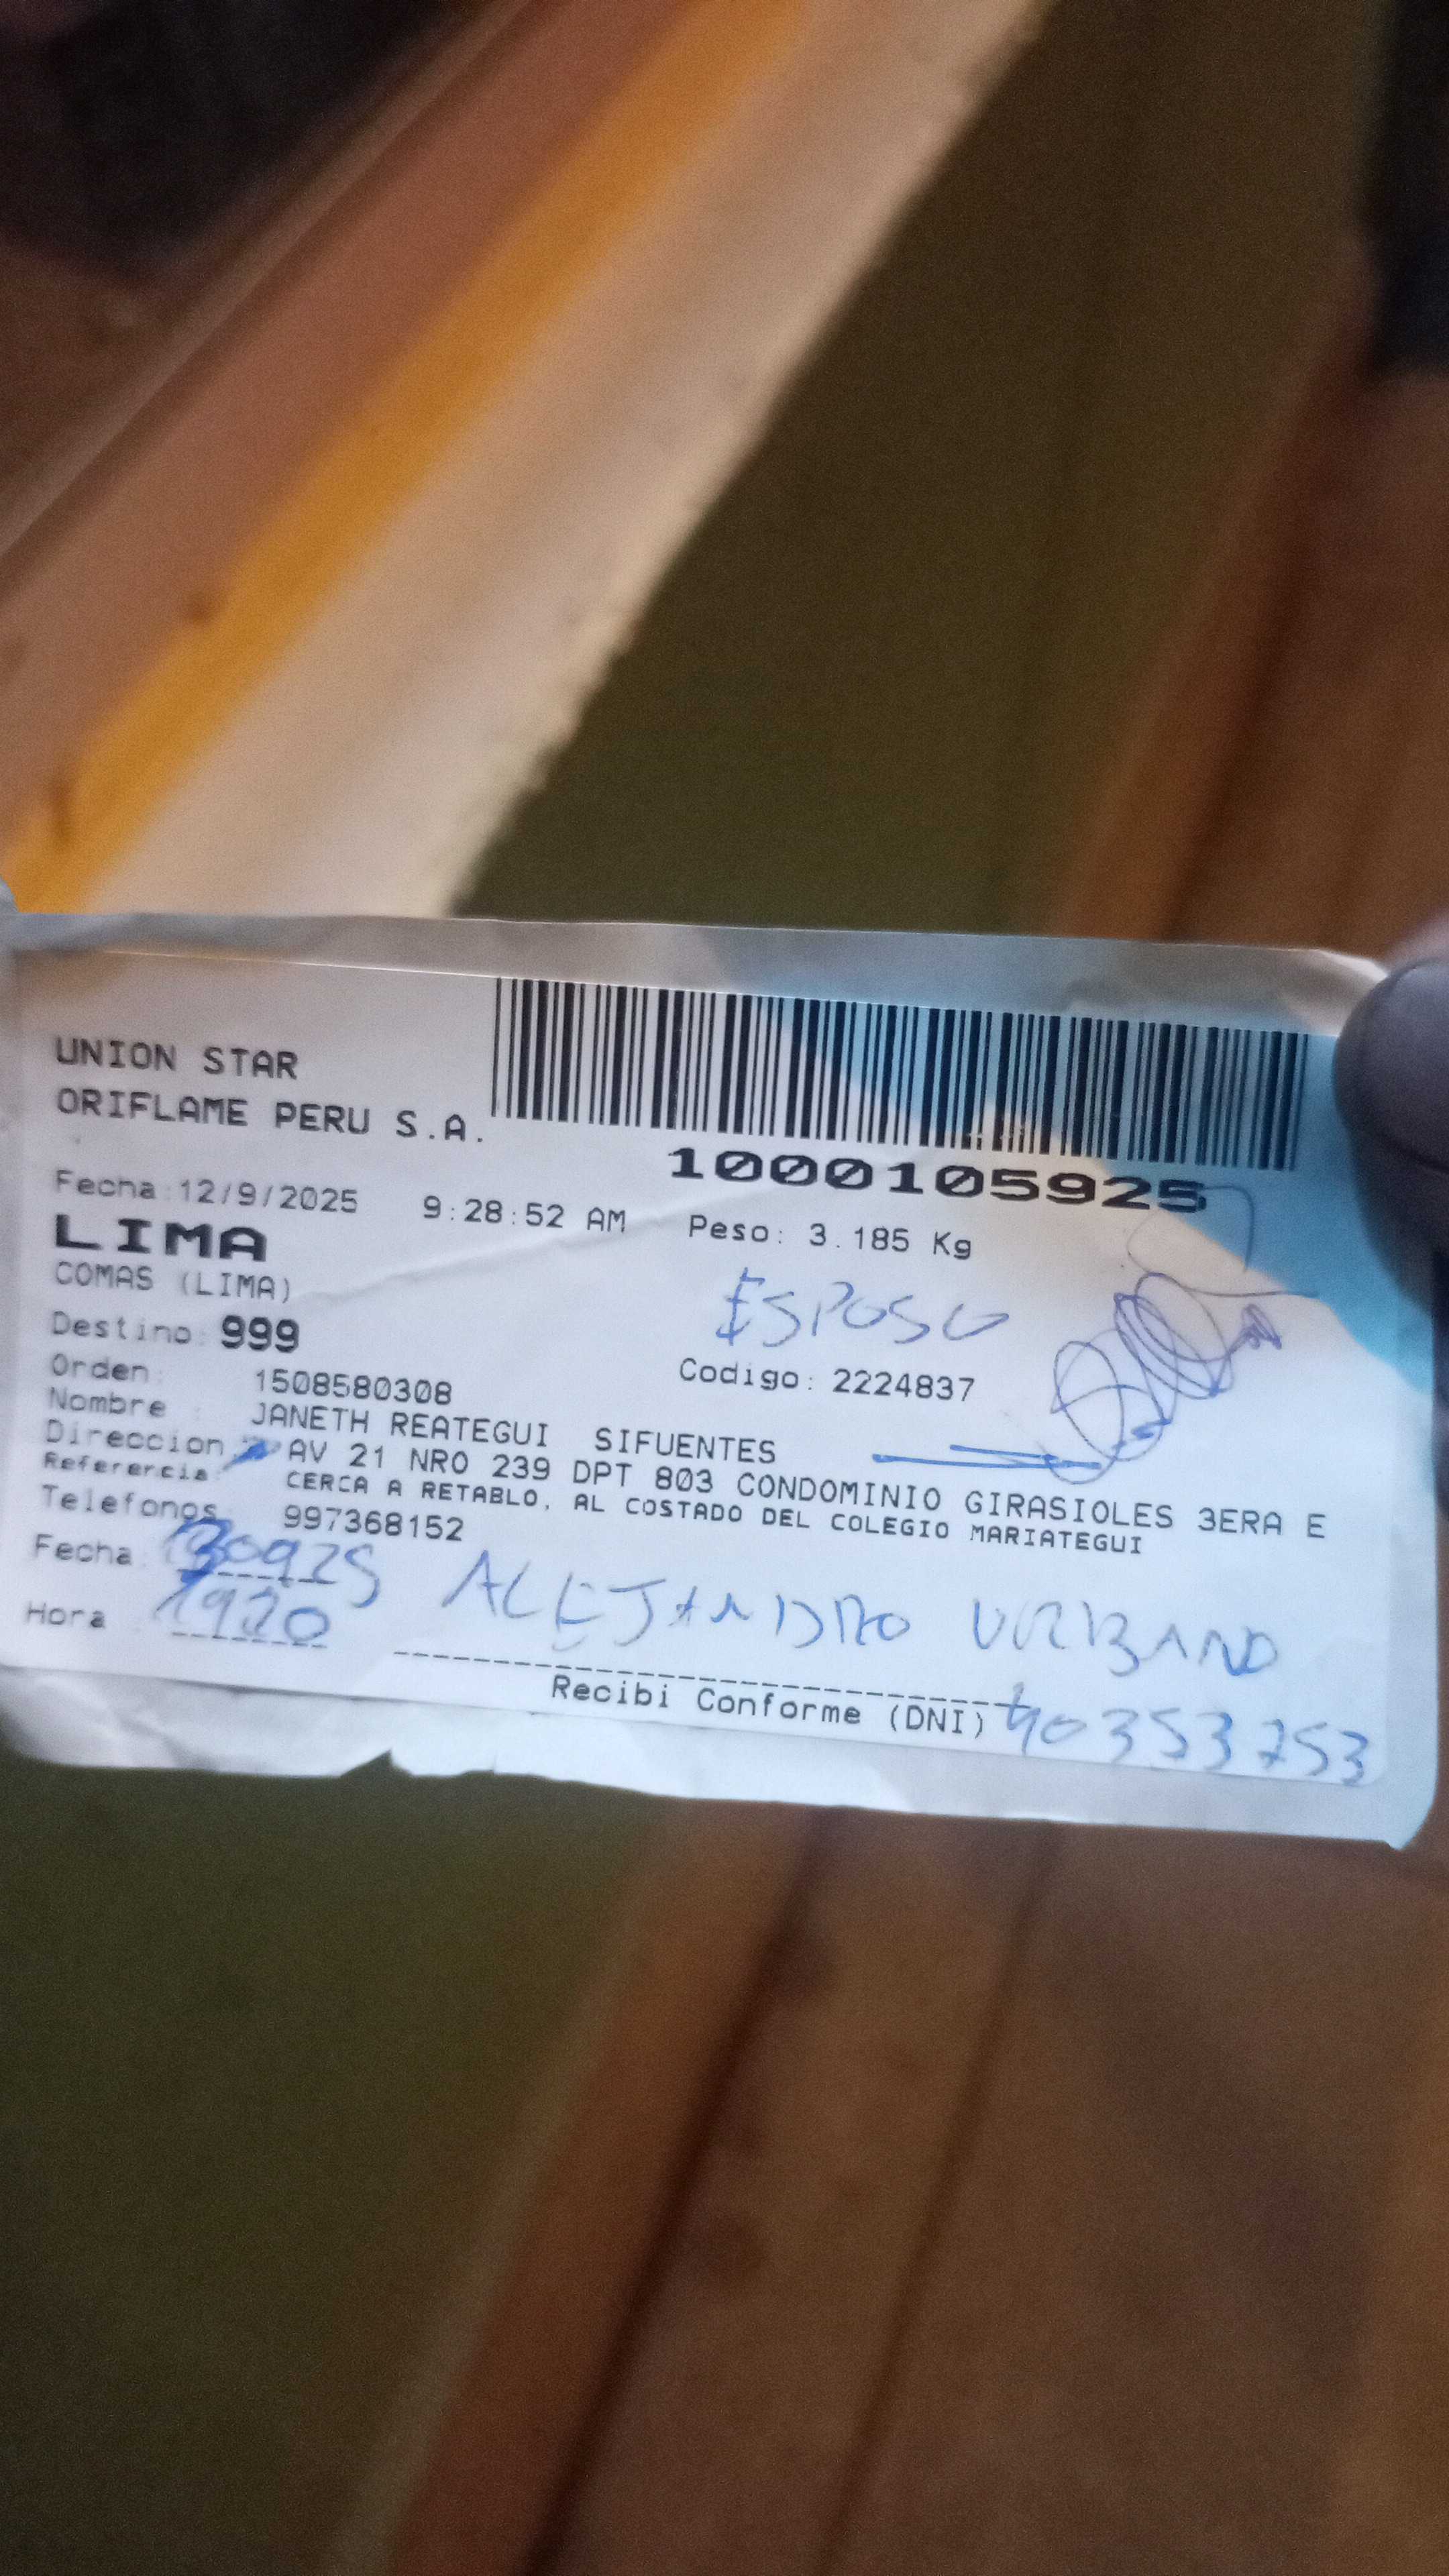 UNION STAR
ORIFLAME PERU S.A.
1000105925
Fecha:12/9/2025 9:28:52 AM Peso: 3.185 Kg
LIMA
COMAS (LIMA)
ESPOSO
Destino: 999
Orden: 1508580308 Codigo: 2224837
Nombre : JANETH REATEGUI SIFUENTES
Direccion AV 21 NRO 239 DPT 803 CONDOMINIO GIRASIOLES 3ERA E
Referencia: CERCA A RETABLO, AL COSTADO DEL COLEGIO MARIATEGUI
Telefonos 997368152
Fecha: 130925 ALEJANDRO URBANO
Hora : 1920
Recibi Conforme (DNI) 40353753